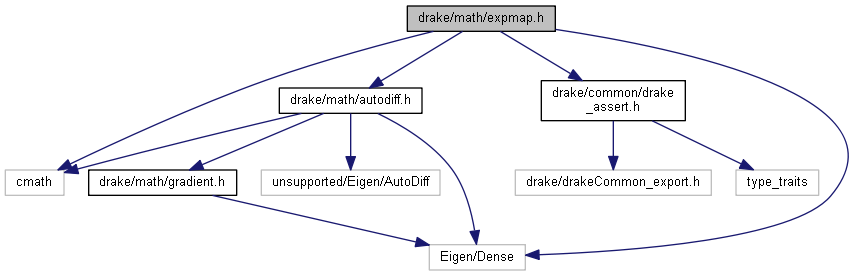 drake/math/expmap.h
drake/math/autodiff.h
drake/common/drake
_assert.h
cmath
drake/math/gradient.h
unsupported/Eigen/AutoDiff
drake/drakeCommon_export.h
type_traits
Eigen/Dense